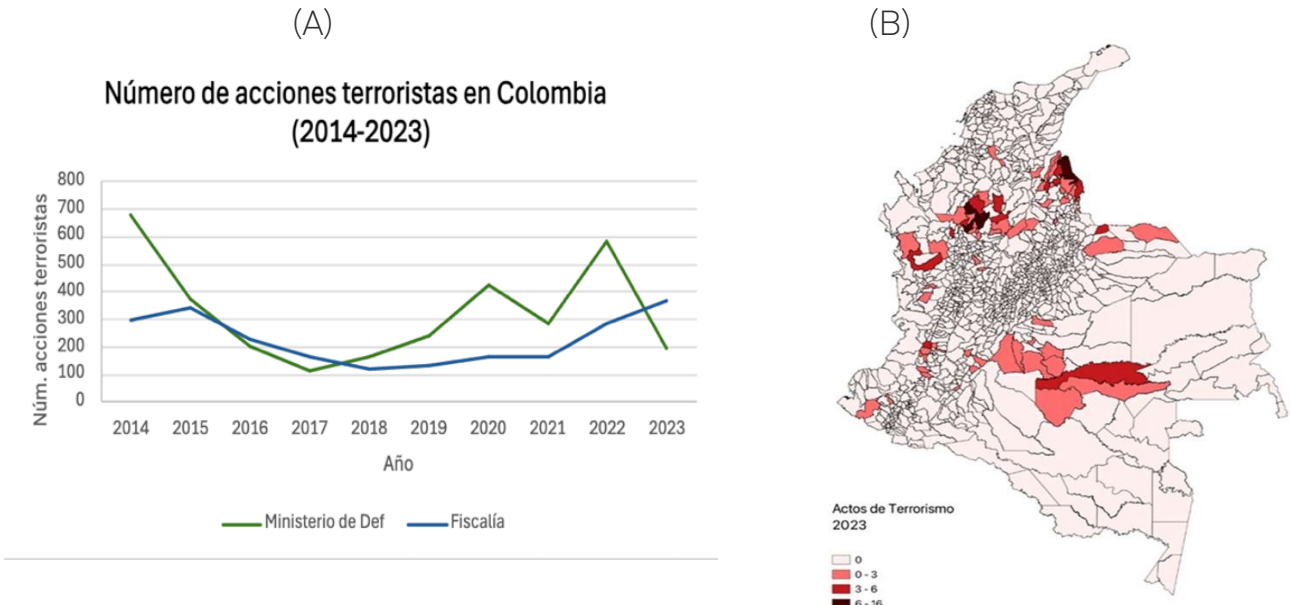 (A)
Número de acciones terroristas en Colombia
(2014-2023)
Núm. acciones terroristas
800
700
600
500
400
300
200
100
0
2014 2015 2016 2017 2018 2019 2020 2021 2022 2023
Año
Ministerio de Def Fiscalía
(B)
Actos de Terrorismo
2023
0
0 - 3
3 - 6
6 - 16